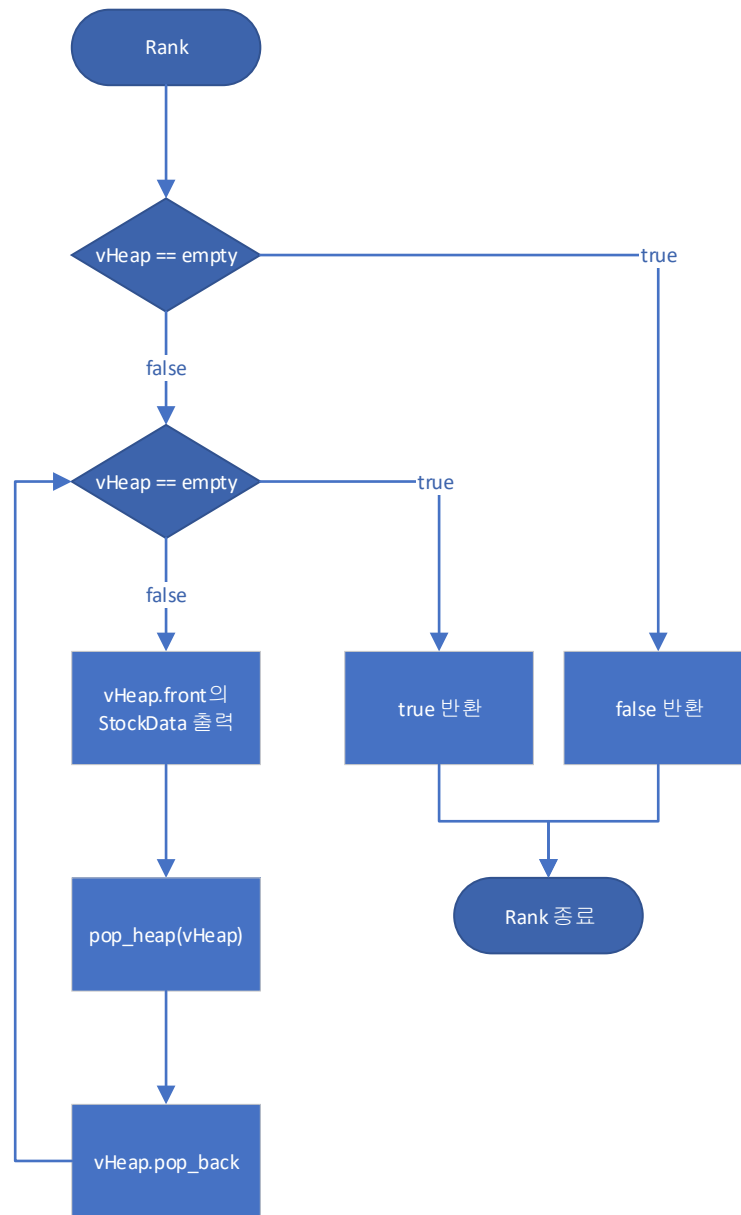 Rank
vHeap == empty
true
false
vHeap == empty
true
false
vHeap.front의
StockData 출력
true 반환
false 반환
pop_heap(vHeap)
Rank 종료
vHeap.pop_back